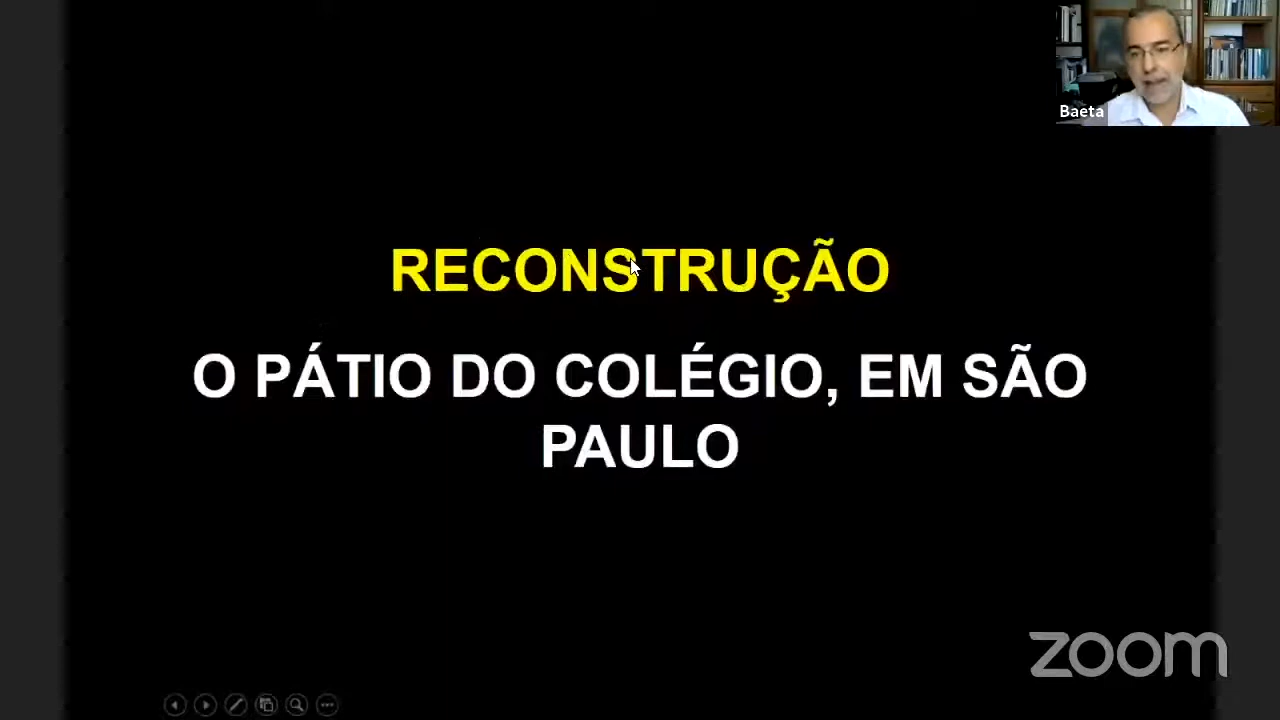 Baeta
RECONSTRUÇÃO
O PÁTIO DO COLÉGIO, EM SÃO
PAULO
zoom